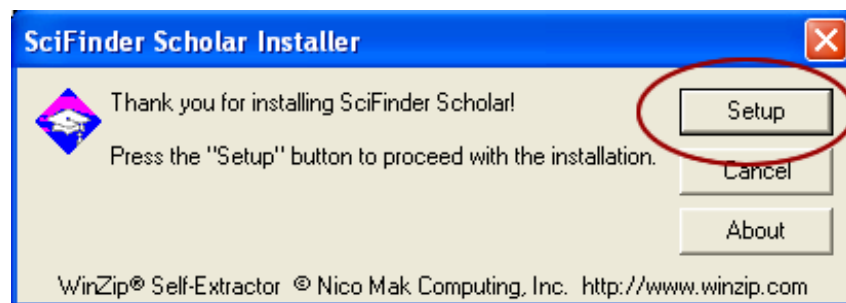 SciFinder Scholar Installer
Thank you for installing SciFinder Scholar!
Setup
Press the "Setup" button to proceed with the installation.
Cancel
About
WinZip® Self-Extractor © Nico Mak Computing, Inc. http://www.winzip.com